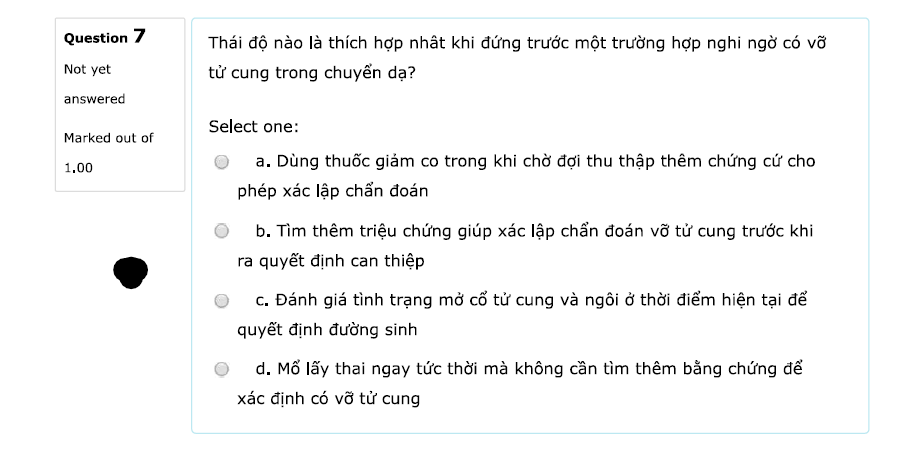 Question 7
Not yet
answered
Marked out of
1.00
Thái độ nào là thích hợp nhât khi đứng trước một trường hợp nghi ngờ có vỡ
tử cung trong chuyển dạ?
Select one:
a. Dùng thuốc giảm co trong khi chờ đợi thu thập thêm chứng cứ cho
phép xác lập chẩn đoán
b. Tìm thêm triệu chứng giúp xác lập chẩn đoán vỡ tử cung trước khi
ra quyết định can thiệp
c. Đánh giá tình trạng mở cổ tử cung và ngôi ở thời điểm hiện tại để
quyết định đường sinh
d. Mổ lấy thai ngay tức thời mà không cần tìm thêm bằng chứng để
xác định có vỡ tử cung